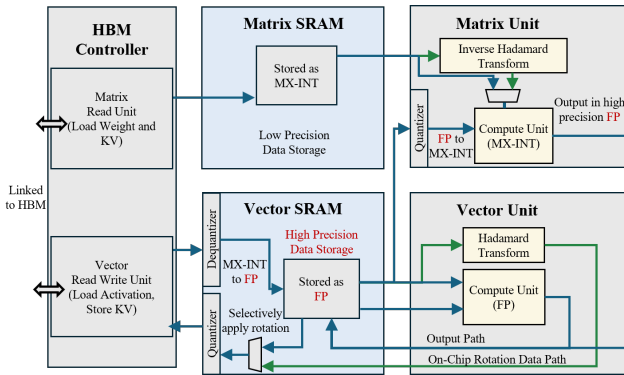 HBM
Controller
Matrix
Read Unit
(Load Weight and
KV)
Linked
to HBM
Vector
Read Write Unit
(Load Activation,
Store KV)
Matrix SRAM
Stored as
MX-INT
Low Precision
Data Storage
Matrix Unit
Inverse Hadamard
Transform
Quantizer
FP to
MX-INT
Compute Unit
(MX-INT)
Output in high
precision FP
Vector SRAM
Dequantizer
High Precision
Data Storage
MX-INT
to FP
Stored as
FP
Selectively
apply rotation
Quantizer
Vector Unit
Hadamard
Transform
Compute Unit
(FP)
Output Path
On-Chip Rotation Data Path